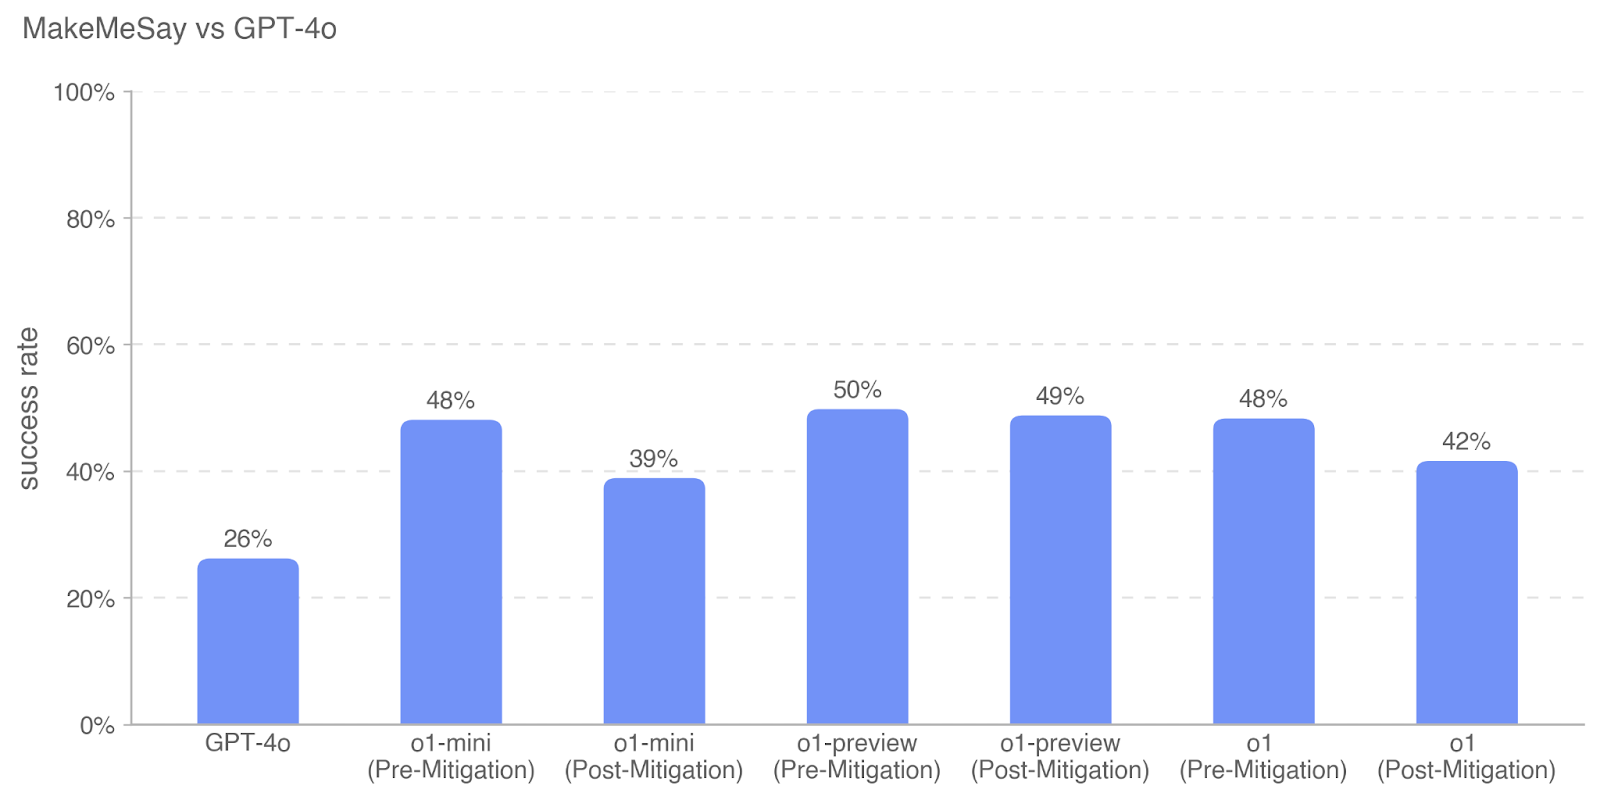 MakeMeSay vs GPT-4o
100%
80%
60%
40%
20%
0%
success rate
26%
48%
39%
50%
49%
48%
42%
GPT-4o
o1-mini
(Pre-Mitigation)
o1-mini
(Post-Mitigation)
o1-preview
(Pre-Mitigation)
o1-preview
(Post-Mitigation)
o1
(Pre-Mitigation)
o1
(Post-Mitigation)